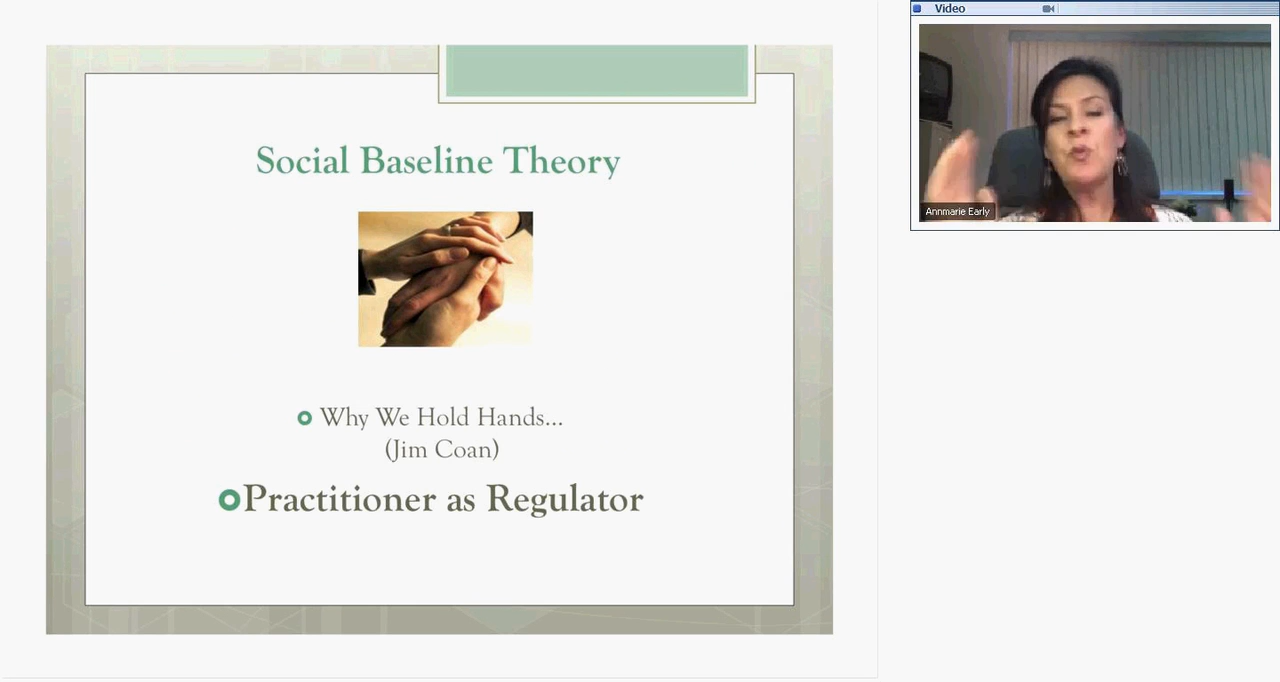 Social Baseline Theory
Why We Hold Hands...
(Jim Coan)
Practitioner as Regulator
Video
Annmarie Early